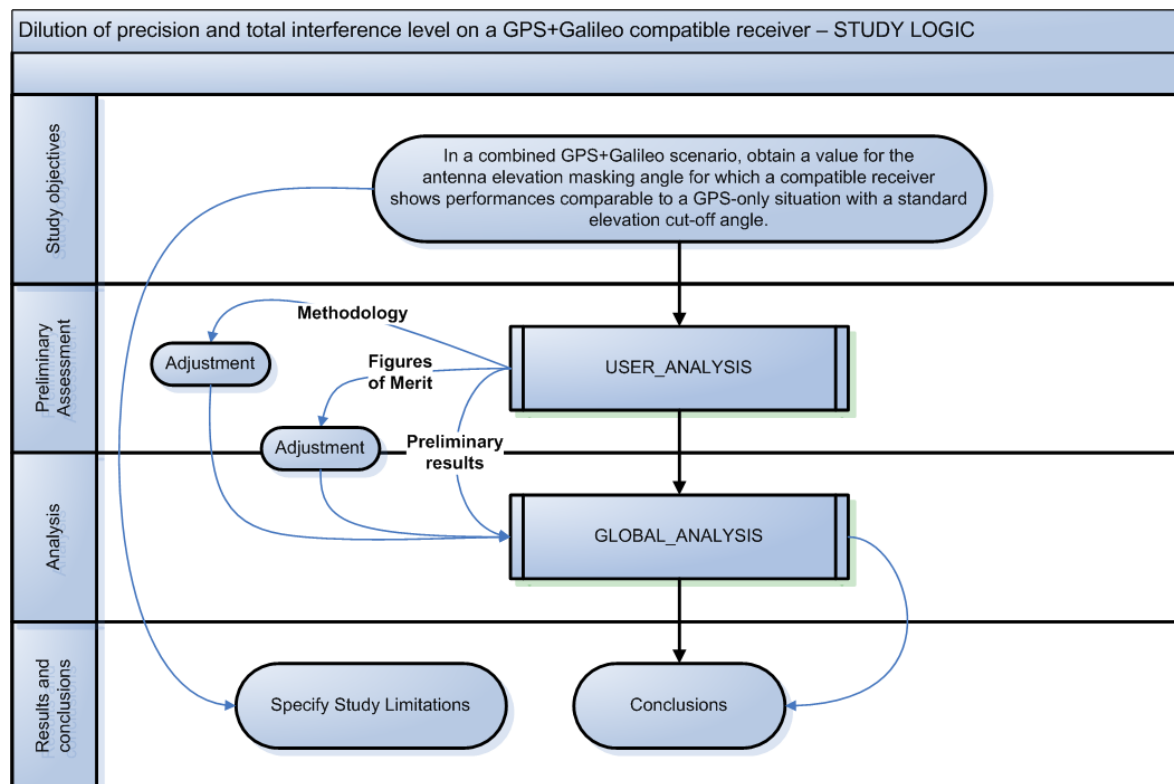 Dilution of precision and total interference level on a GPS+Galileo compatible receiver – STUDY LOGIC
Study objectives
In a combined GPS+Galileo scenario, obtain a value for the
antenna elevation masking angle for which a compatible receiver
shows performances comparable to a GPS-only situation with a standard
elevation cut-off angle.
Preliminary
Assessment
Methodology
Adjustment
Figures
of Merit
USER_ANALYSIS
Adjustment
Preliminary
results
Analysis
GLOBAL_ANALYSIS
Results and
conclusions
Specify Study Limitations
Conclusions